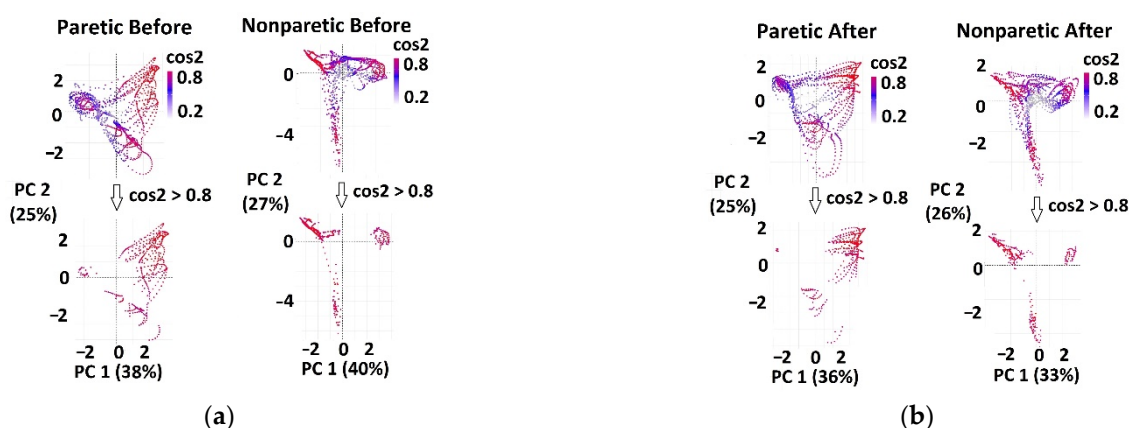 Paretic Before
cos2
0.8
0.2
2
0
−2
Nonparetic Before
cos2
0.8
0.2
0
−4
PC 2
(25%)
cos2 > 0.8
PC 2
(27%)
cos2 > 0.8
2
0
−2
−2 0 2
PC 1 (38%)
0
−4
−2 0 2
PC 1 (40%)
(a)
Paretic After
cos2
0.8
0.2
2
0
−2
Nonparetic After
cos2
0.8
0.2
2
0
−2
PC 2
(25%)
cos2 > 0.8
PC 2
(26%)
cos2 > 0.8
2
0
−2
−2 0 2
PC 1 (36%)
2
0
−2
−2 0 2
PC 1 (33%)
(b)